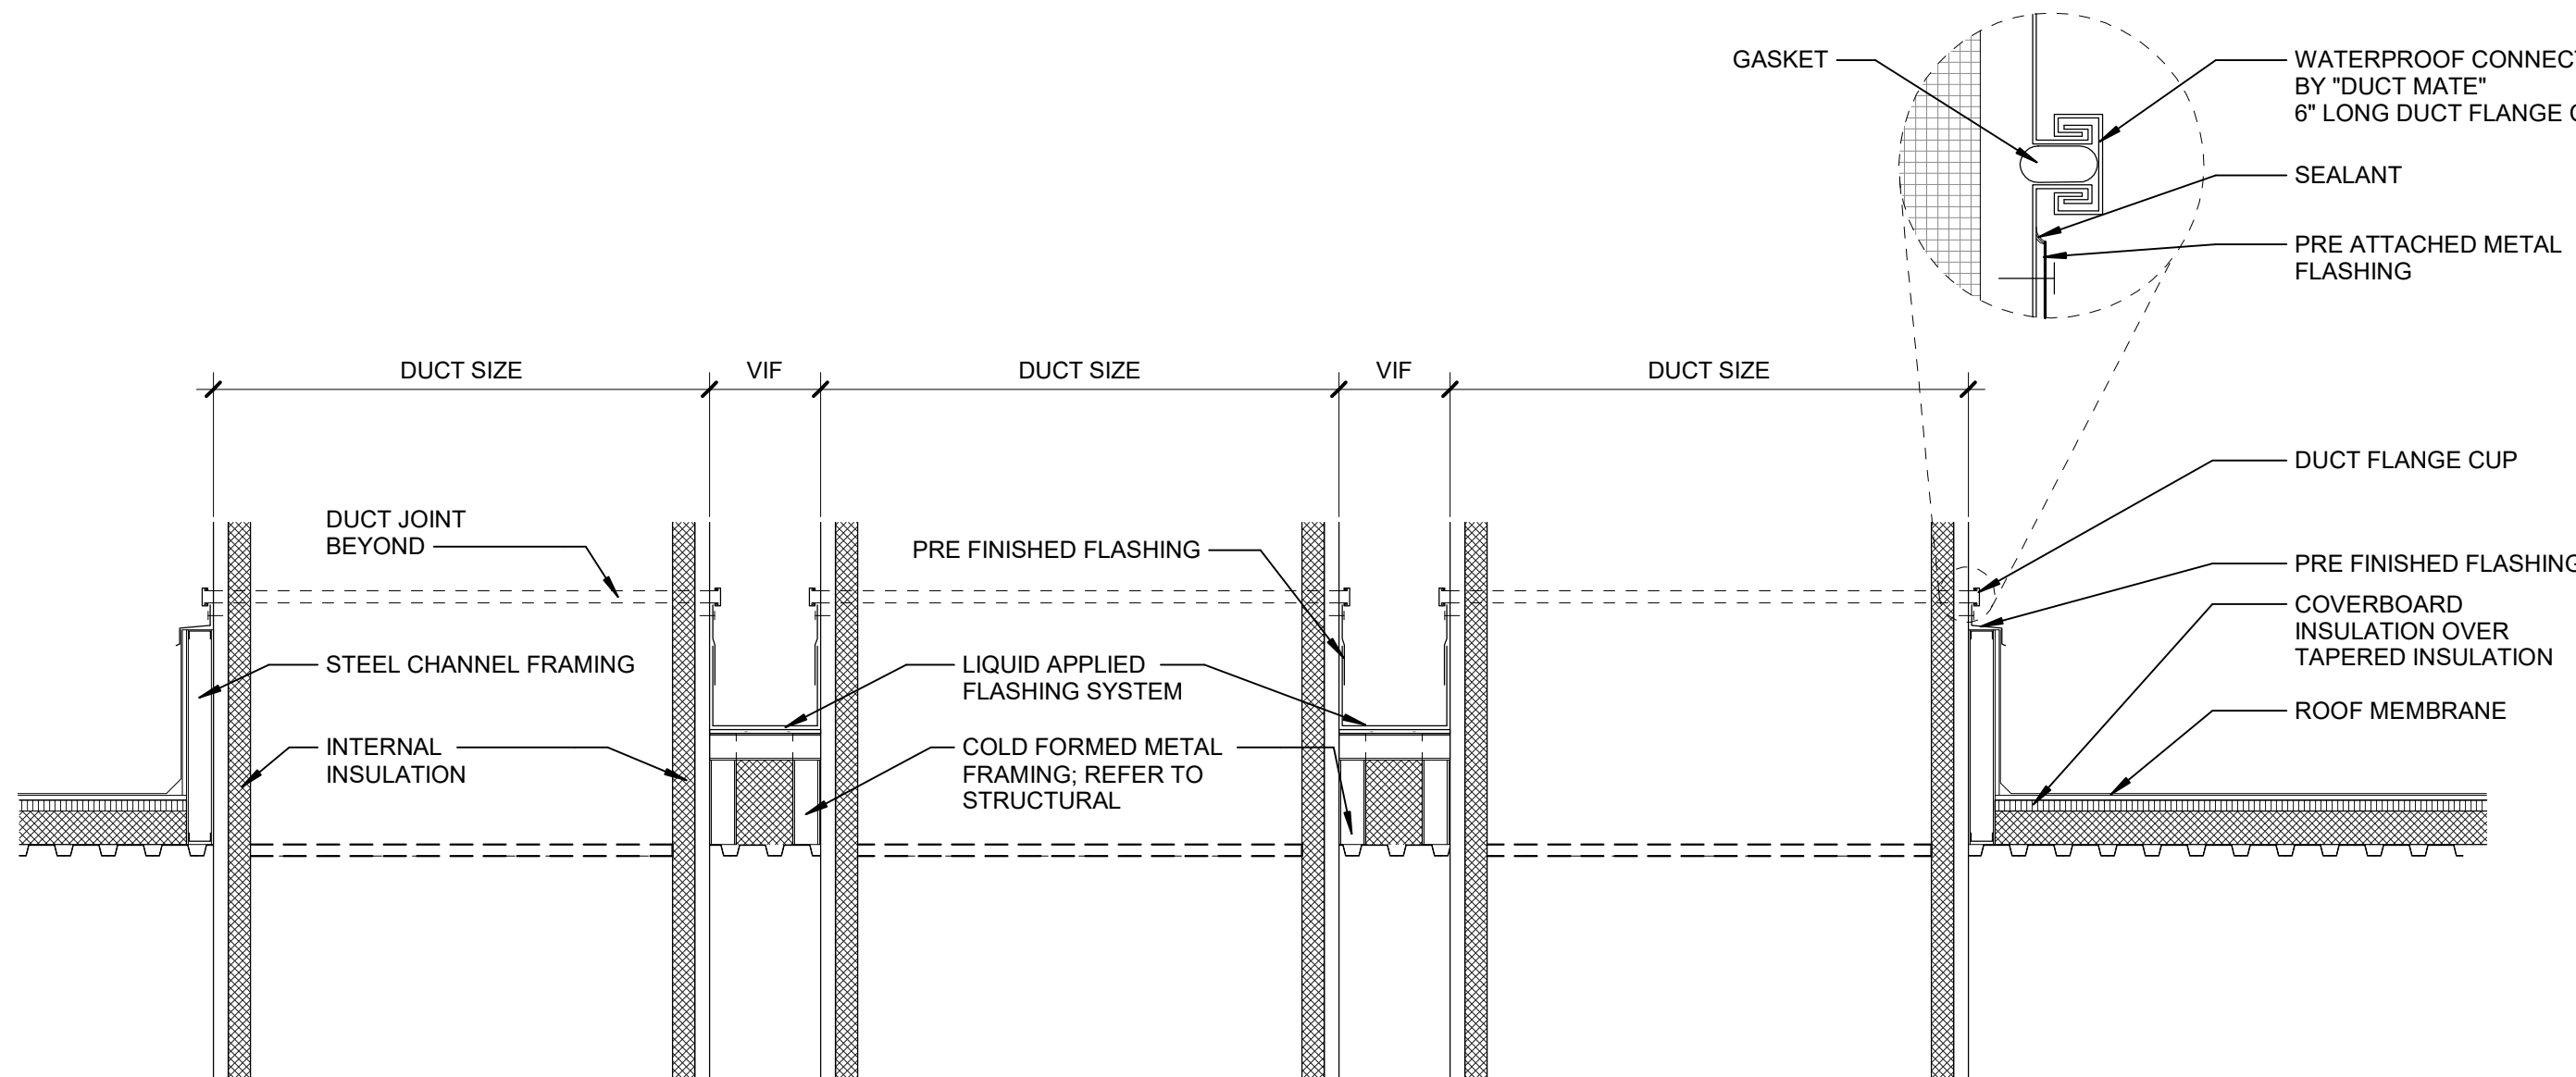 GASKET
WATERPROOF CONNECT
BY "DUCT MATE"
6" LONG DUCT FLANGE
SEALANT
PRE ATTACHED METAL
FLASHING
DUCT SIZE
VIF
DUCT SIZE
VIF
DUCT SIZE
DUCT FLANGE CUP
DUCT JOINT
BEYOND
PRE FINISHED FLASHING
PRE FINISHED FLASHING
COVERBOARD
INSULATION OVER
TAPERED INSULATION
STEEL CHANNEL FRAMING
LIQUID APPLIED
FLASHING SYSTEM
ROOF MEMBRANE
INTERNAL
INSULATION
COLD FORMED METAL
FRAMING; REFER TO
STRUCTURAL